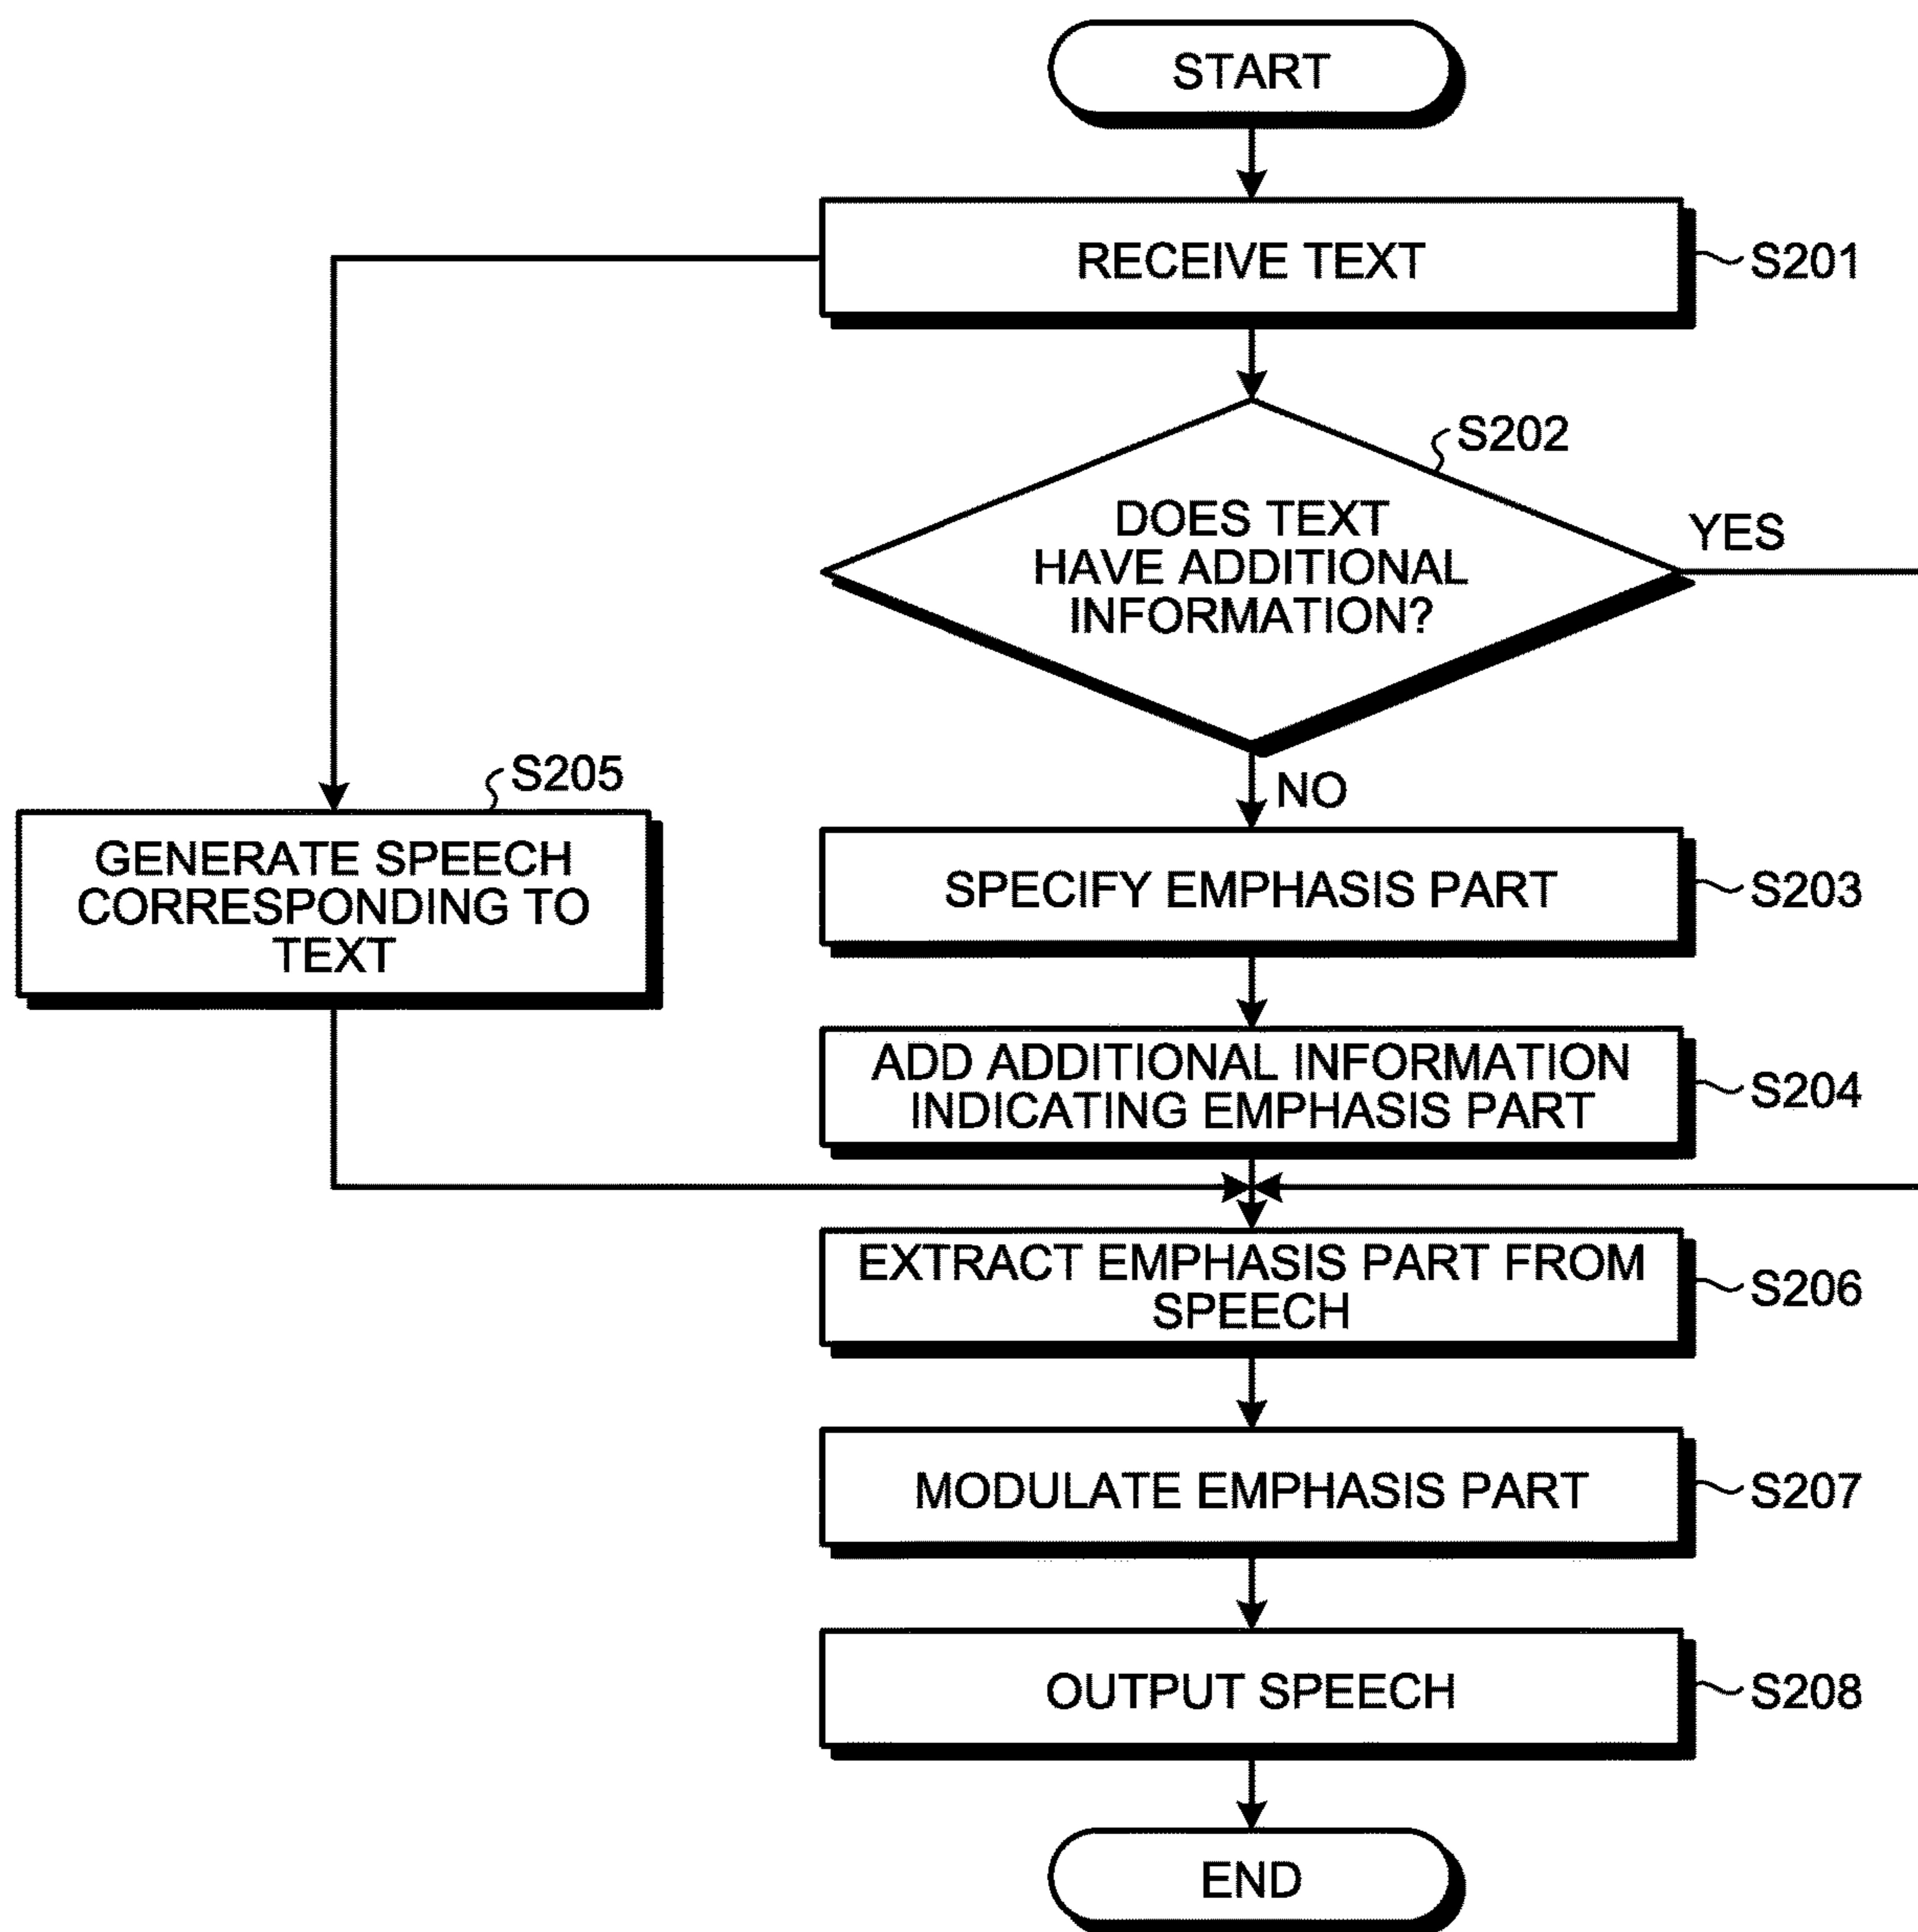 START
RECEIVE TEXT
S201
S202
DOES TEXT
HAVE ADDITIONAL
INFORMATION?
YES
NO
S205
GENERATE SPEECH
CORRESPONDING TO
TEXT
SPECIFY EMPHASIS PART
S203
ADD ADDITIONAL INFORMATION
INDICATING EMPHASIS PART
S204
EXTRACT EMPHASIS PART FROM
SPEECH
S206
MODULATE EMPHASIS PART
S207
OUTPUT SPEECH
S208
END